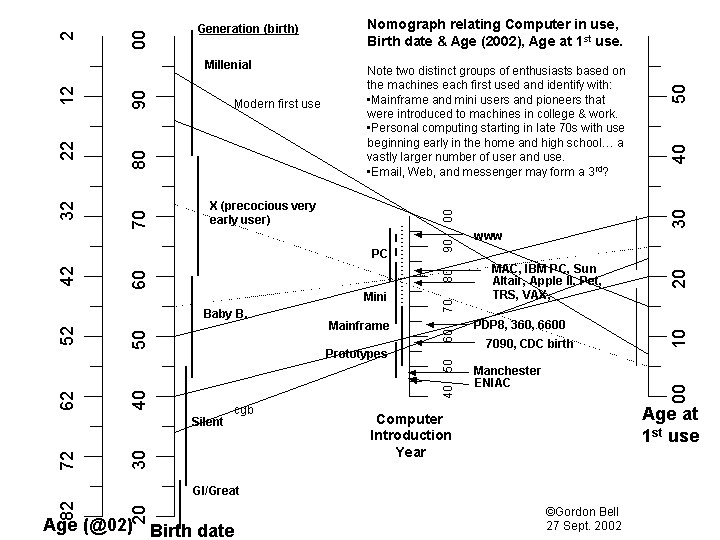 Nomograph relating Computer in use,
Birth date & Age (2002), Age at 1st use.
Note two distinct groups of enthusiasts based on
the machines each first used and identify with:
•Mainframe and mini users and pioneers that
were introduced to machines in college & work.
•Personal computing starting in late 70s with use
beginning early in the home and high school… a
vastly larger number of user and use.
•Email, Web, and messenger may form a 3rd?
Generation (birth)
Millenial
Modern first use
X (precocious very
early user)
Baby B.
Silent
cgb
GI/Great
2
12
22
32
42
52
62
72
82
Age (@02)
00
90
80
70
60
50
40
30
20
Birth date
PC
Mini
Mainframe
Prototypes
00
90
80
70
60
50
40
www
MAC, IBM PC, Sun
Altair, Apple II, Pet,
TRS, VAX,
PDP8, 360, 6600
7090, CDC birth
Manchester
ENIAC
Computer
Introduction
Year
50
40
30
20
10
00
Age at
1st use
©Gordon Bell
27 Sept. 2002